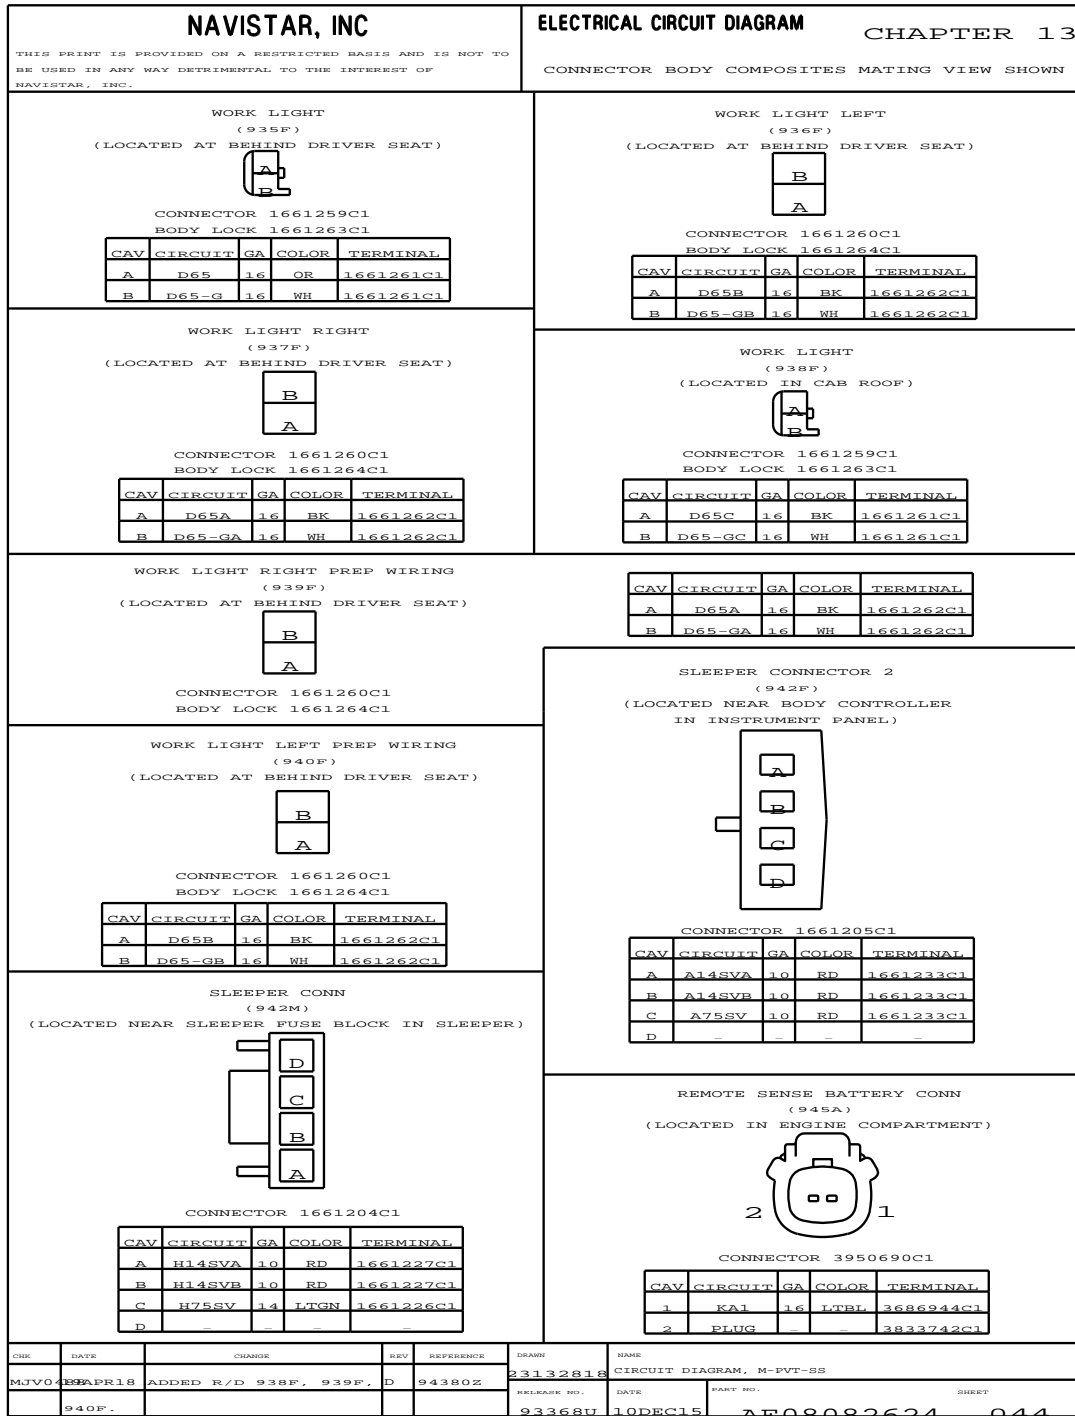 NAVISTAR, INC
THIS PRINT IS PROVIDED ON A RESTRICTED BASIS AND IS NOT TO
BE USED IN ANY WAY DETRIMENTAL TO THE INTEREST OF
NAVISTAR, INC.
ELECTRICAL CIRCUIT DIAGRAM
CHAPTER 13
CONNECTOR BODY COMPOSITES MATING VIEW SHOWN
WORK LIGHT
(935F)
(LOCATED AT BEHIND DRIVER SEAT)
A
B
CONNECTOR 1661259C1
BODY LOCK 1661263C1
CAV CIRCUIT GA COLOR TERMINAL
A D65 16 OR 1661261C1
B D65-G 16 WH 1661261C1
WORK LIGHT LEFT
(936F)
(LOCATED AT BEHIND DRIVER SEAT)
B
A
CONNECTOR 1661260C1
BODY LOCK 1661264C1
CAV CIRCUIT GA COLOR TERMINAL
A D65B 16 BK 1661262C1
B D65-GB 16 WH 1661262C1
WORK LIGHT RIGHT
(937F)
(LOCATED AT BEHIND DRIVER SEAT)
B
A
CONNECTOR 1661260C1
BODY LOCK 1661264C1
CAV CIRCUIT GA COLOR TERMINAL
A D65A 16 BK 1661262C1
B D65-GA 16 WH 1661262C1
WORK LIGHT
(938F)
(LOCATED IN CAB ROOF)
A
B
CONNECTOR 1661259C1
BODY LOCK 1661263C1
CAV CIRCUIT GA COLOR TERMINAL
A D65C 16 BK 1661261C1
B D65-GC 16 WH 1661261C1
WORK LIGHT RIGHT PREP WIRING
(939F)
(LOCATED AT BEHIND DRIVER SEAT)
B
A
CONNECTOR 1661260C1
BODY LOCK 1661264C1
CAV CIRCUIT GA COLOR TERMINAL
A D65A 16 BK 1661262C1
B D65-GA 16 WH 1661262C1
WORK LIGHT LEFT PREP WIRING
(940F)
(LOCATED AT BEHIND DRIVER SEAT)
B
A
CONNECTOR 1661260C1
BODY LOCK 1661264C1
CAV CIRCUIT GA COLOR TERMINAL
A D65B 16 BK 1661262C1
B D65-GB 16 WH 1661262C1
SLEEPER CONNECTOR 2
(942F)
(LOCATED NEAR BODY CONTROLLER
IN INSTRUMENT PANEL)
A
B
C
D
CONNECTOR 1661205C1
CAV CIRCUIT GA COLOR TERMINAL
A A14SVA 10 RD 1661233C1
B A14SVB 10 RD 1661233C1
C A75SV 10 RD 1661233C1
D - - - -
SLEEPER CONN
(942M)
(LOCATED NEAR SLEEPER FUSE BLOCK IN SLEEPER)
D
C
B
A
CONNECTOR 1661204C1
CAV CIRCUIT GA COLOR TERMINAL
A H14SVA 10 RD 1661227C1
B H14SVB 10 RD 1661227C1
C H75SV 14 LTGN 1661226C1
D - - - -
REMOTE SENSE BATTERY CONN
(945A)
(LOCATED IN ENGINE COMPARTMENT)
2 1
CONNECTOR 3950690C1
CAV CIRCUIT GA COLOR TERMINAL
1 KA1 16 LTBL 3686944C1
2 PLUG - - 3833742C1
CHK DATE CHANGE REV REFERENCE
ADDED R/D 938F, 939F, D 94380Z
940F.
DRAWN
23132818
NAME
CIRCUIT DIAGRAM, M-PVT-SS
RELEASE NO. DATE PART NO. SHEET
93368U 10DEC15 AF08082624 044